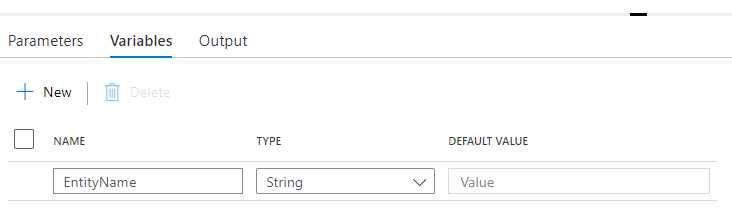 Parameters Variables Output
New Delete
NAME TYPE DEFAULT VALUE
EntityName String Value